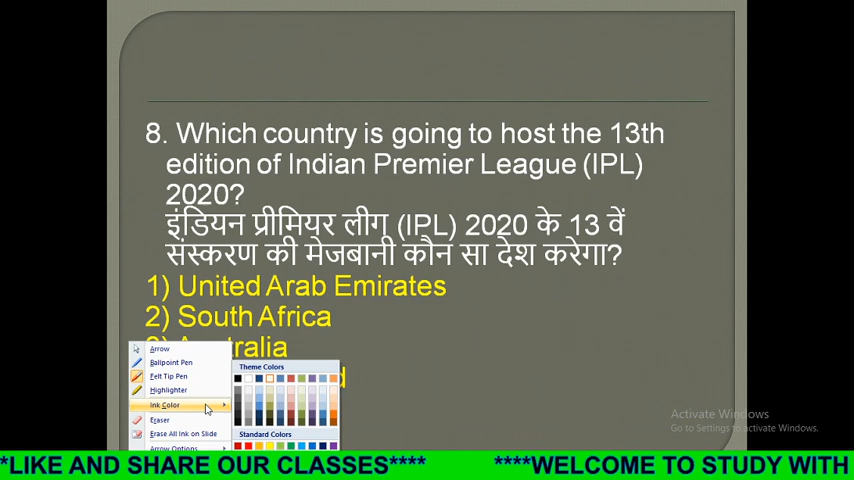 8. Which country is going to host the 13th
edition of Indian Premier League (IPL)
2020?
इंडियन प्रीमियर लीग (IPL) 2020 के 13 वें
संस्करण की मेजबानी कौन सा देश करेगा?
1) United Arab Emirates
2) South Africa
Arrow
Theme Colors
Ballpoint Pen
Felt Tip Pen
Highlighter
Ink Color
Eraser
Standard Colors
Erase All Ink on Slide
Arrow Options
Activate Windows
Go to Settings to activate Windows.
*LIKE AND SHARE OUR CLASSES**** ****WELCOME TO STUDY WITH